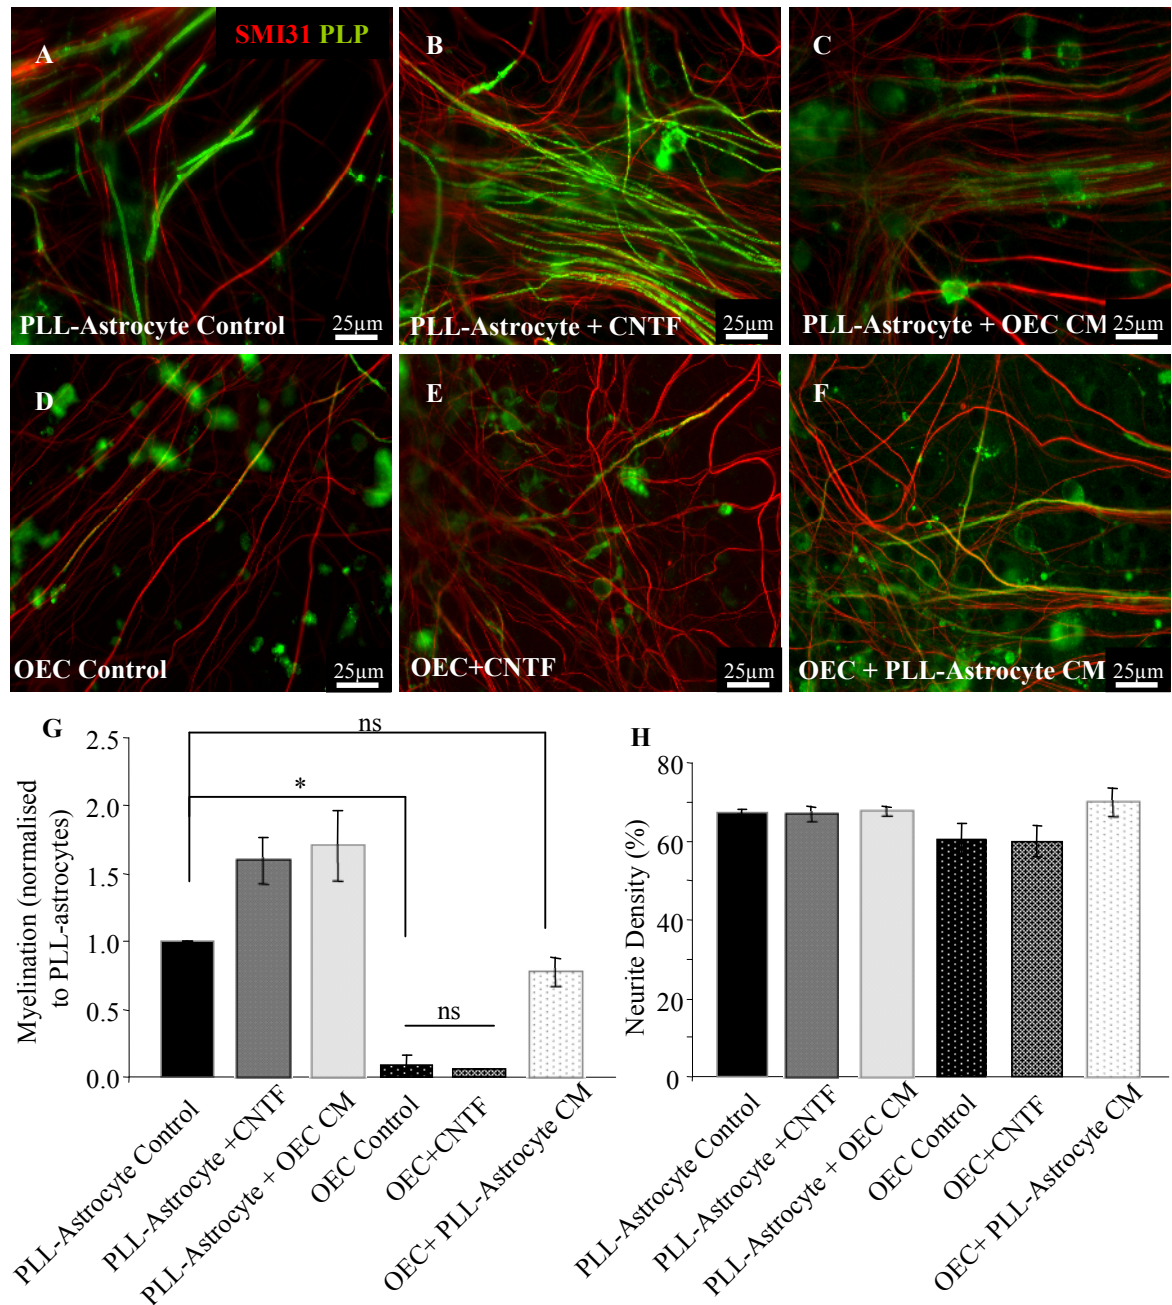 A
SMI31 PLP
PLL-Astrocyte Control
25µm
B
PLL-Astrocyte + CNTF
25µm
C
PLL-Astrocyte + OEC CM
25µm
D
OEC Control
25µm
E
OEC+CNTF
25µm
F
OEC + PLL-Astrocyte CM
25µm
G
Myelination (normalised
to PLL-astrocytes)
2.5
2.0
1.5
1.0
0.5
0.0
ns
*
ns
PLL-Astrocyte Control
PLL-Astrocyte +CNTF
PLL-Astrocyte + OEC CM
OEC Control
OEC+CNTF
OEC+ PLL-Astrocyte CM
H
Neurite Density (%)
80
60
40
20
0
PLL-Astrocyte Control
PLL-Astrocyte +CNTF
PLL-Astrocyte + OEC CM
OEC Control
OEC+CNTF
OEC+ PLL-Astrocyte CM